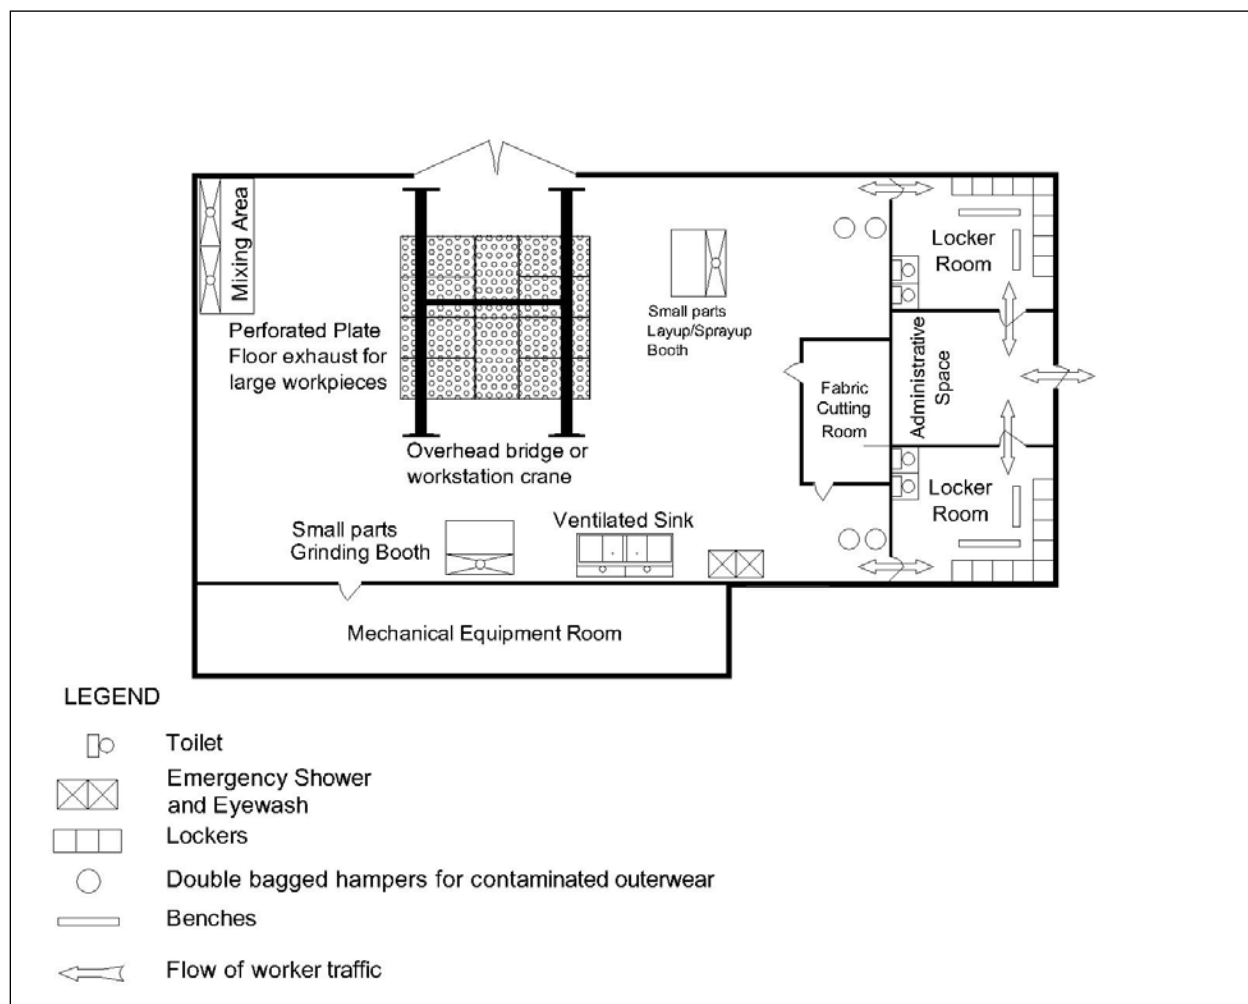 Mixing Area
Perforated Plate
Floor exhaust for
large workpieces
Overhead bridge or
workstation crane
Small parts
Layup/Sprayup
Booth
Locker
Room
Administrative
Space
Fabric
Cutting
Room
Locker
Room
Small parts
Grinding Booth
Ventilated Sink
Mechanical Equipment Room
LEGEND
Toilet
Emergency Shower
and Eyewash
Lockers
Double bagged hampers for contaminated outerwear
Benches
Flow of worker traffic